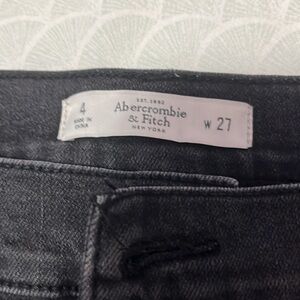 EST. 1892
4
MADE IN
CHINA
Abercrombie
& Fitch
NEW YORK
W 27